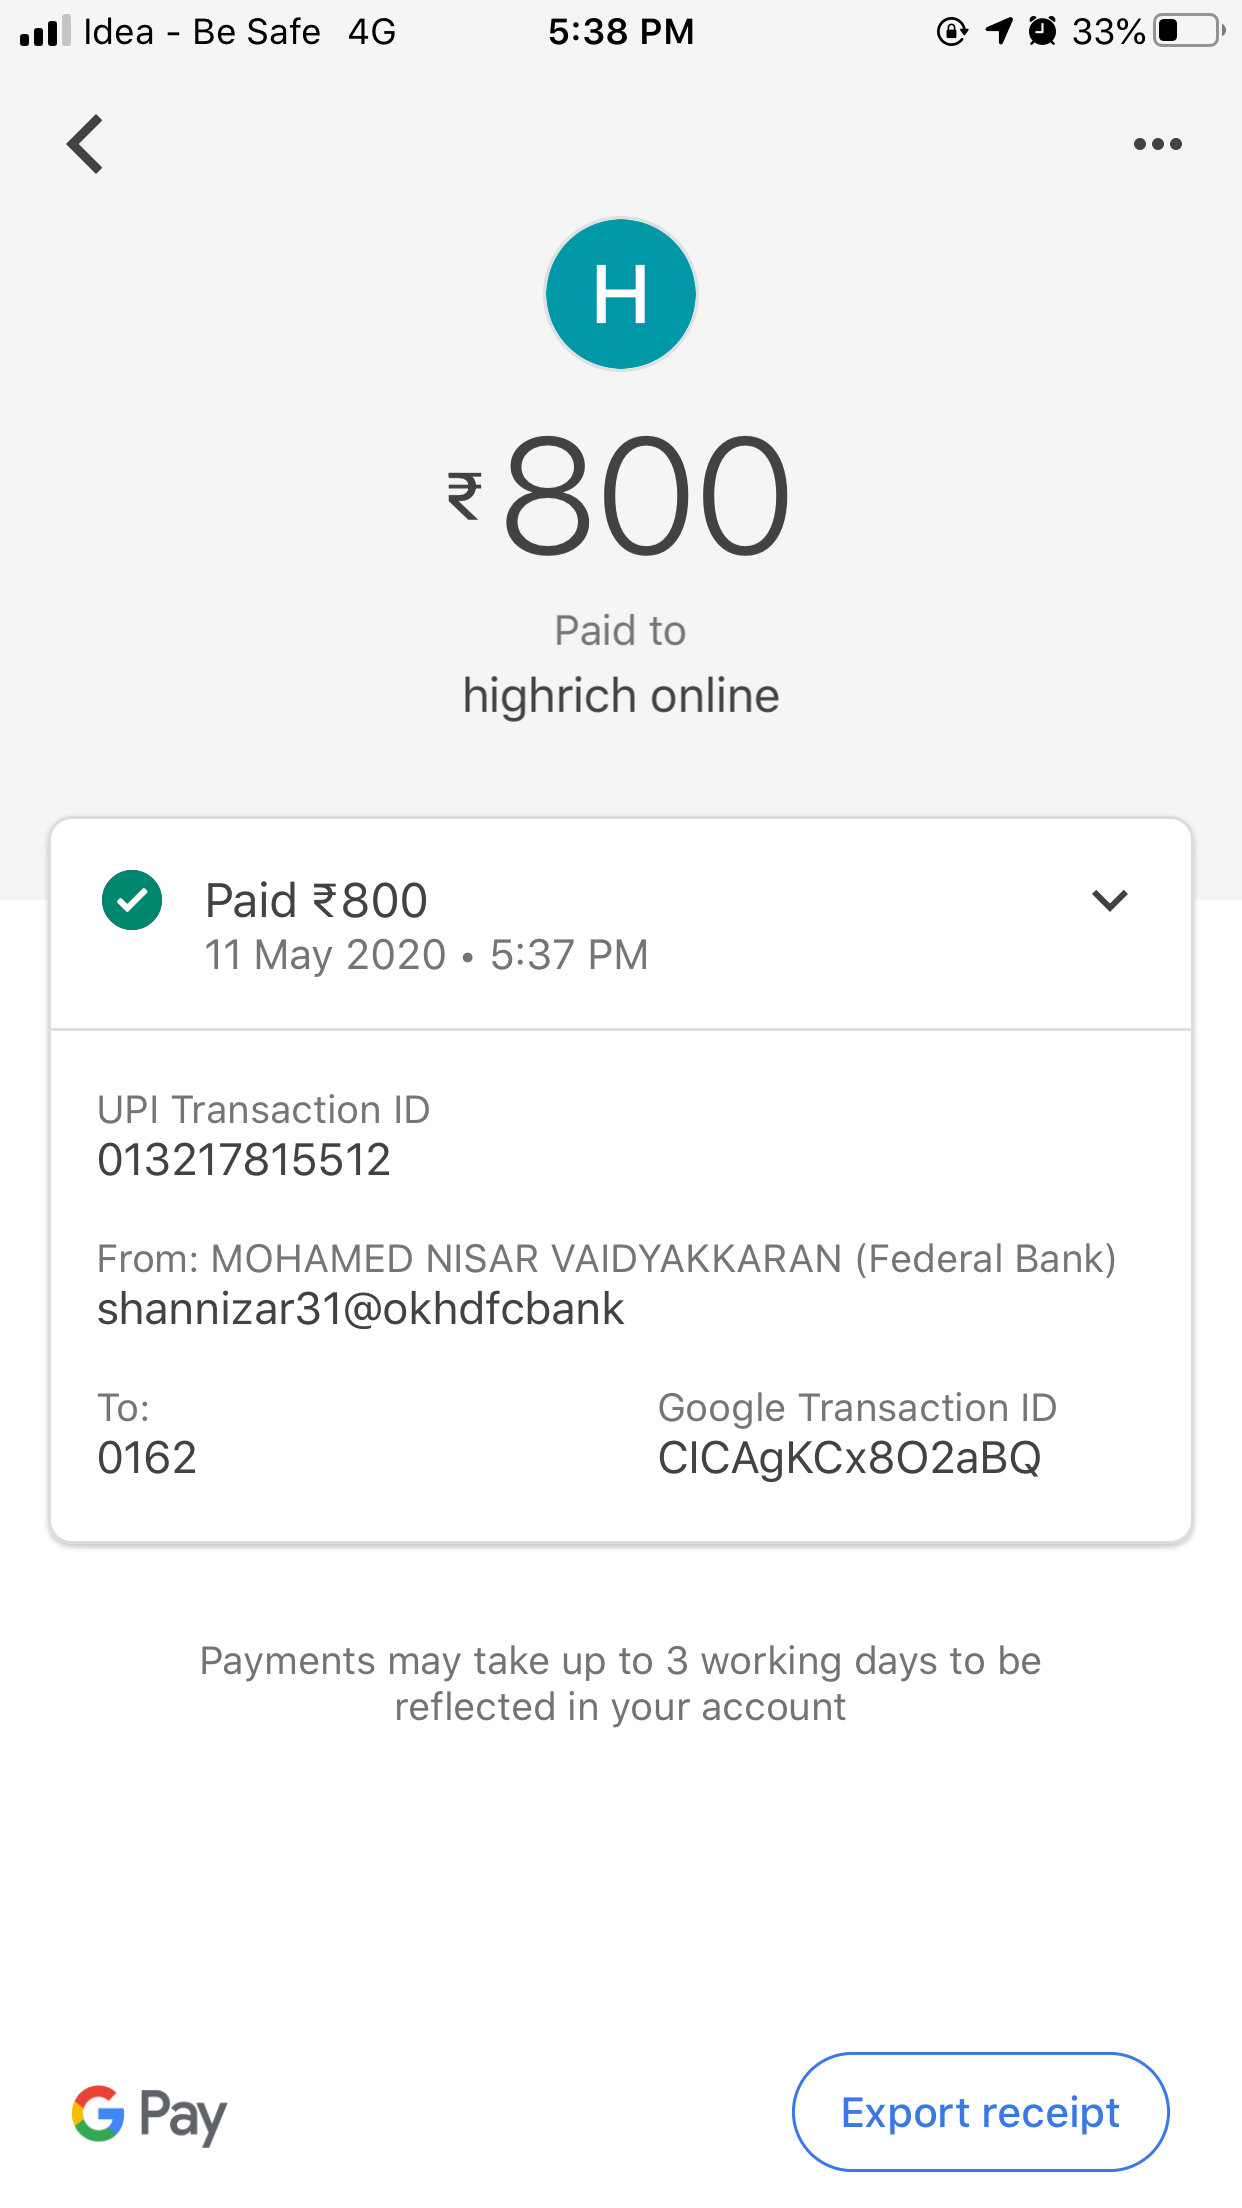 Idea - Be Safe 4G 5:38 PM 33%
H
₹800
Paid to
highrich online
Paid ₹800
11 May 2020 • 5:37 PM
UPI Transaction ID
013217815512
From: MOHAMED NISAR VAIDYAKKARAN (Federal Bank)
shannizar31@okhdfcbank
To:
0162
Google Transaction ID
CICAgKCx8O2aBQ
Payments may take up to 3 working days to be
reflected in your account
G Pay
Export receipt